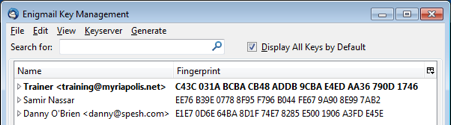 Enigmail Key Management
File Edit View Keyserver Generate
Search for: Display All Keys by Default
Name Fingerprint
Trainer <training@myriapolis.net> C43C 031A BCBA CB48 ADDB 9CBA E4ED AA36 790D 1746
Samir Nassar EE76 B39E 0778 8F95 F796 B044 FE67 9A90 8E99 7AB2
Danny O'Brien <danny@spesh.com> E1E7 0D6E 64BA 8D1F 74E7 8285 E500 1906 A3FD E45E